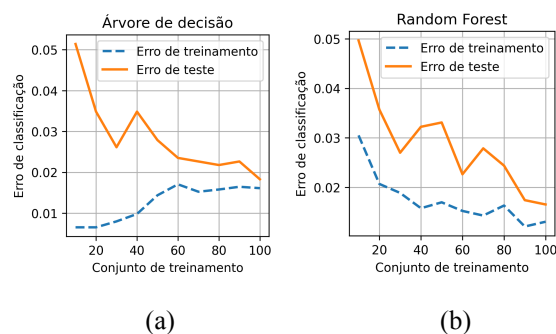 Árvore de decisão
Erro de classificação
0.05
0.04
0.03
0.02
0.01
Erro de treinamento
Erro de teste
20 40 60 80 100
Conjunto de treinamento
(a)
Random Forest
Erro de classificação
0.05
0.04
0.03
0.02
Erro de treinamento
Erro de teste
20 40 60 80 100
Conjunto de treinamento
(b)